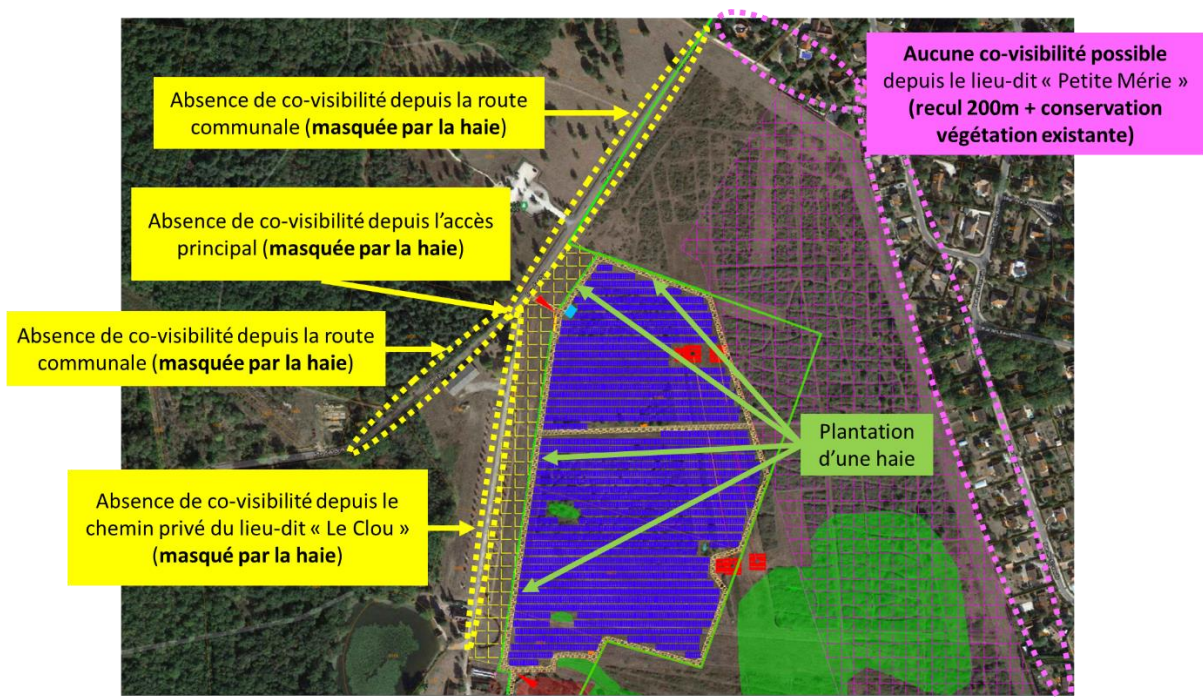 Absence de co-visibilité depuis la route
communale (masquée par la haie)
Absence de co-visibilité depuis l'accès
principal (masquée par la haie)
Absence de co-visibilité depuis la route
communale (masquée par la haie)
Absence de co-visibilité depuis le
chemin privé du lieu-dit « Le Clou »
(masqué par la haie)
Aucune co-visibilité possible
depuis le lieu-dit « Petite Mérie »
(recul 200m + conservation
végétation existante)
Plantation
d'une haie